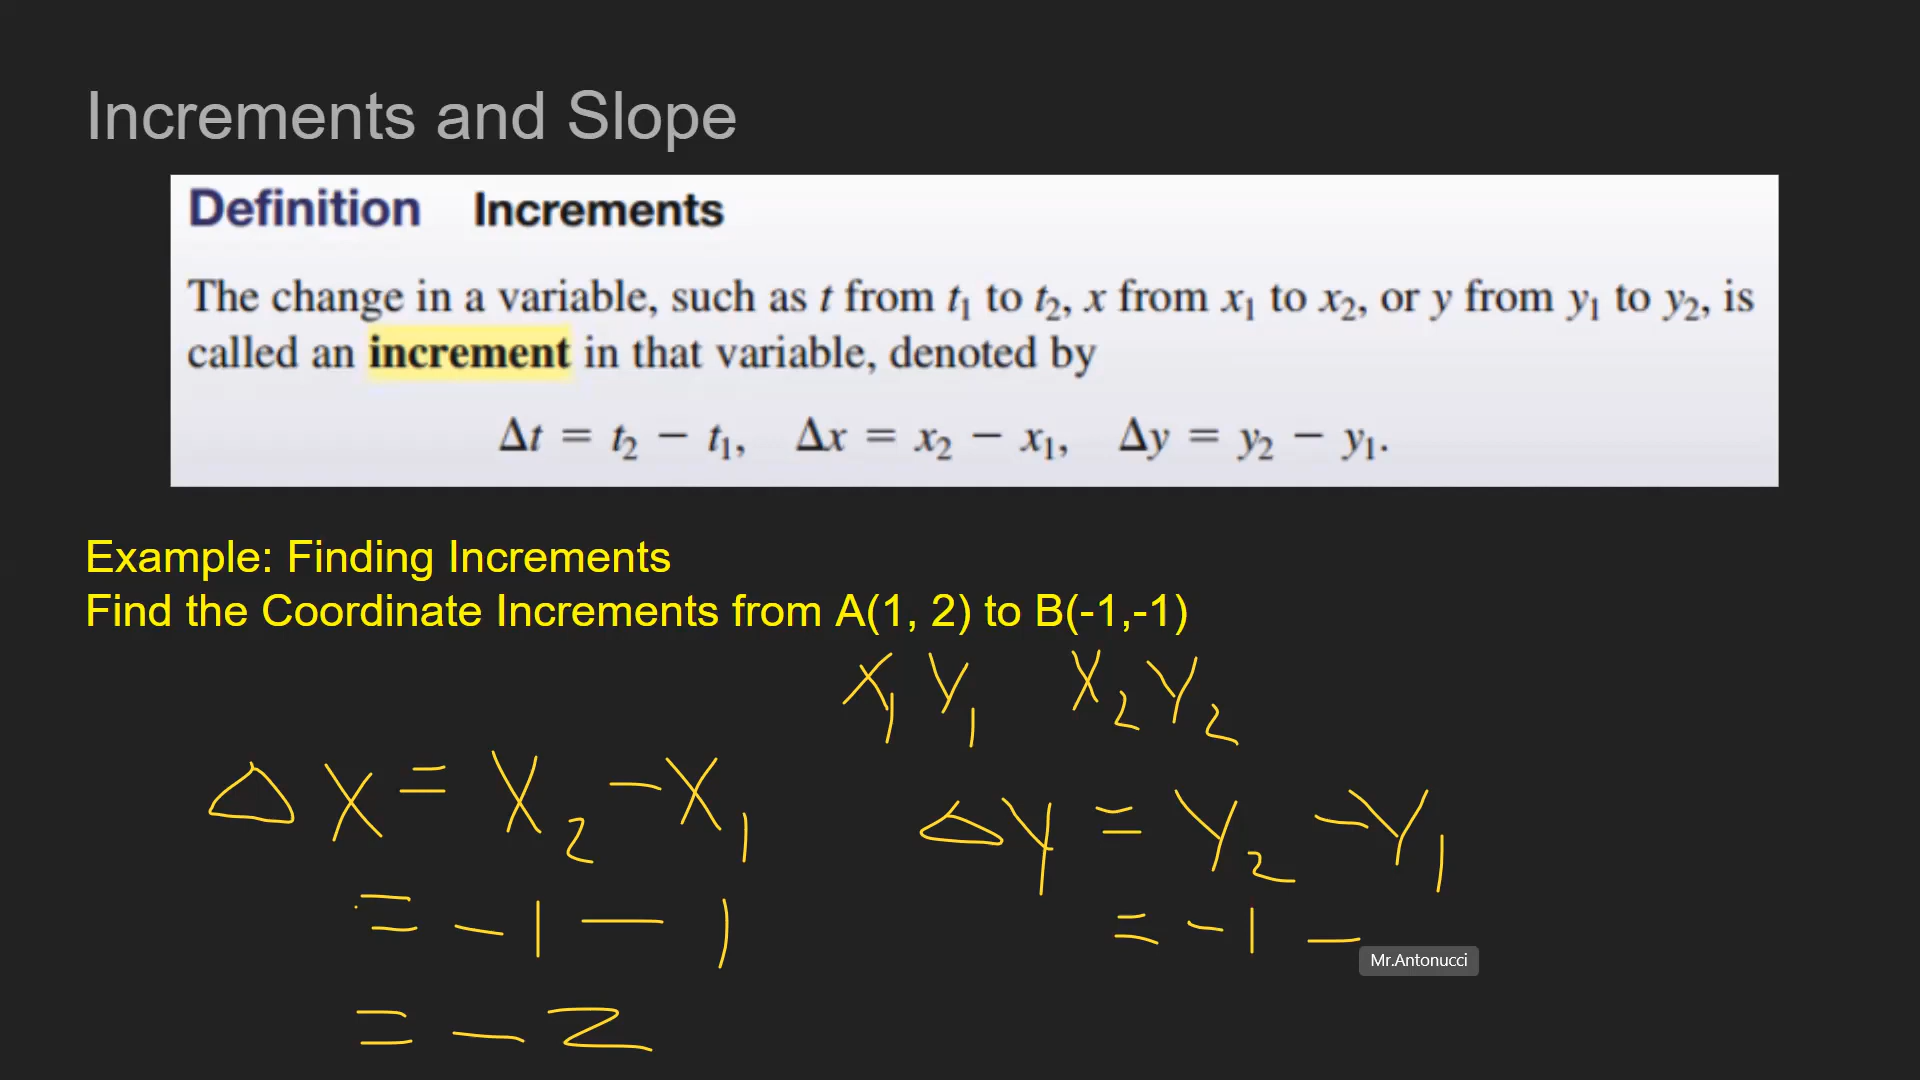 Increments and Slope
Definition Increments
The change in a variable, such as t from t₁ to t₂, x from x₁ to x₂, or y from y₁ to y₂, is
called an increment in that variable, denoted by
Δt = t₂ − t₁, Δx = x₂ − x₁, Δy = y₂ − y₁.
Example: Finding Increments
Find the Coordinate Increments from A(1, 2) to B(-1,-1)
X₁ Y₁ X₂ Y₂
ΔX = X₂ − X₁
= −1 − 1
= −2
ΔY = Y₂ − Y₁
= −1 −
Mr.Antonucci